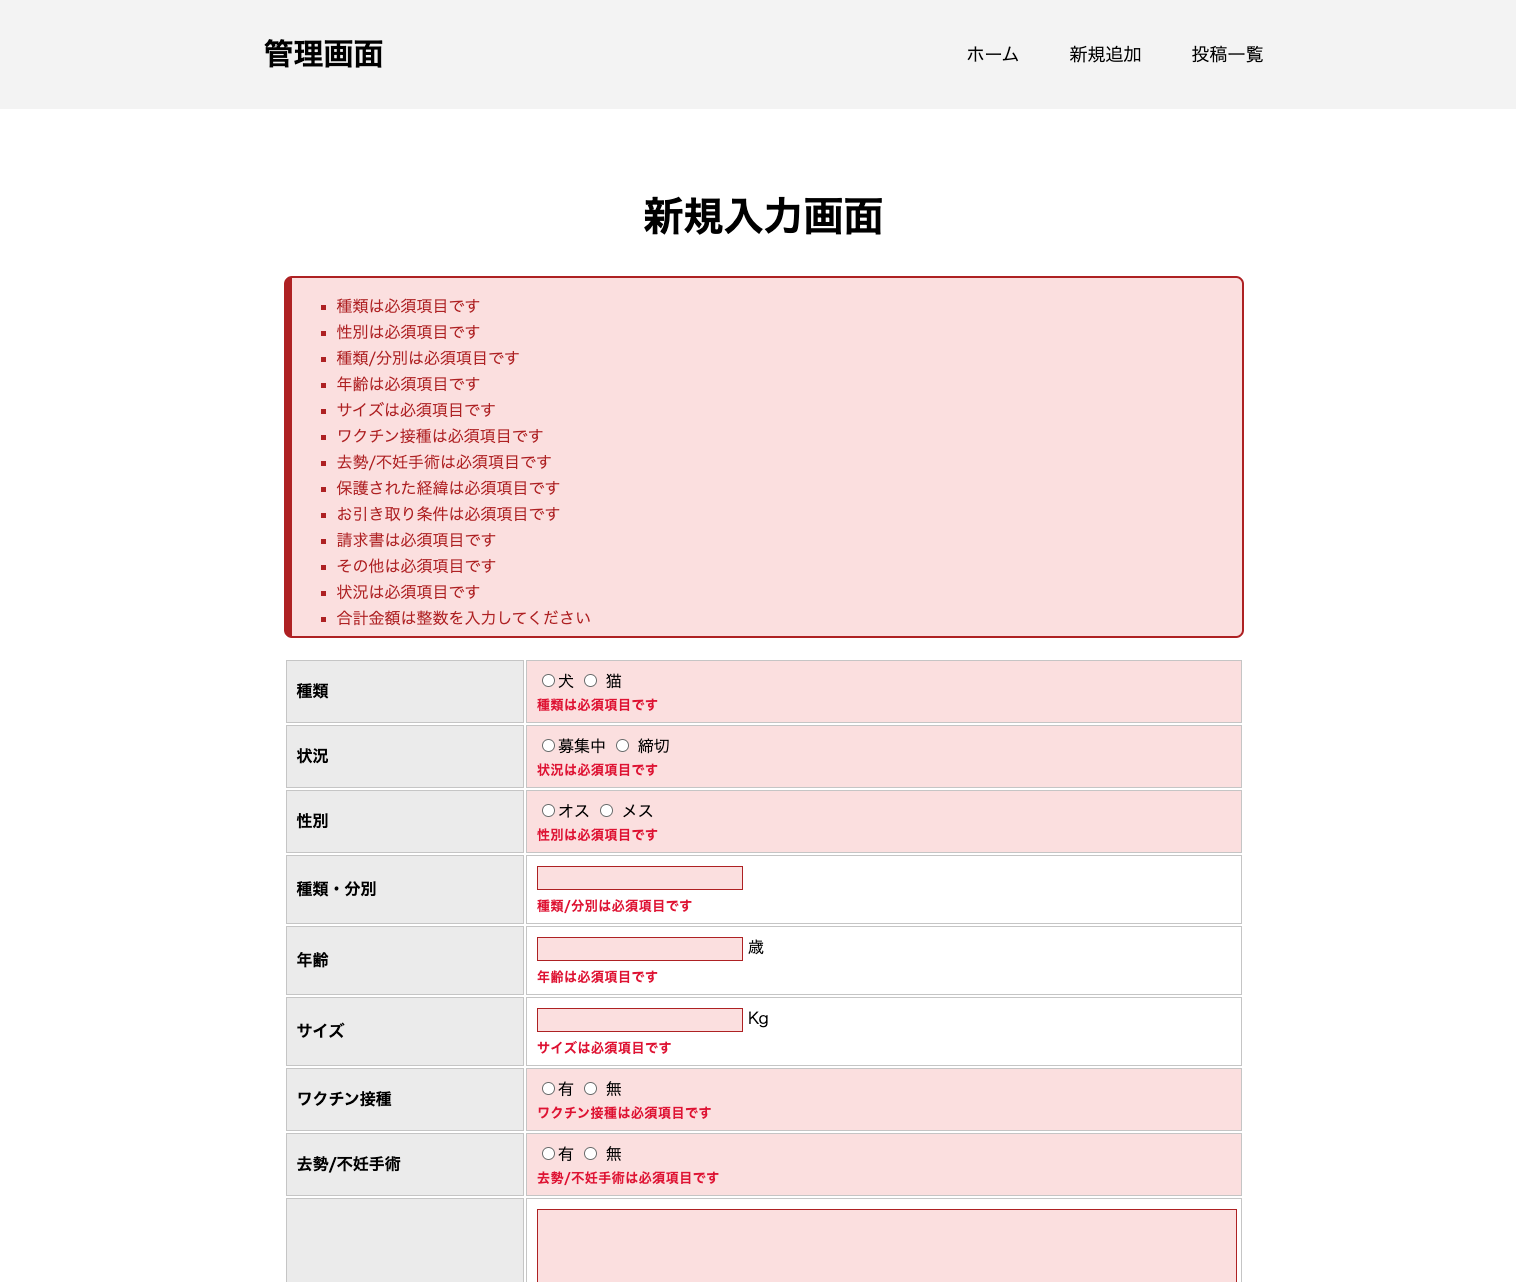 管理画面
ホーム 新規追加 投稿一覧
新規入力画面
種類は必須項目です
性別は必須項目です
種類/分別は必須項目です
年齢は必須項目です
サイズは必須項目です
ワクチン接種は必須項目です
去勢/不妊手術は必須項目です
保護された経緯は必須項目です
お引き取り条件は必須項目です
請求書は必須項目です
その他は必須項目です
状況は必須項目です
合計金額は整数を入力してください
種類 犬 猫
種類は必須項目です
状況 募集中 締切
状況は必須項目です
性別 オス メス
性別は必須項目です
種類・分別
種類/分別は必須項目です
年齢 歳
年齢は必須項目です
サイズ Kg
サイズは必須項目です
ワクチン接種 有 無
ワクチン接種は必須項目です
去勢/不妊手術 有 無
去勢/不妊手術は必須項目です